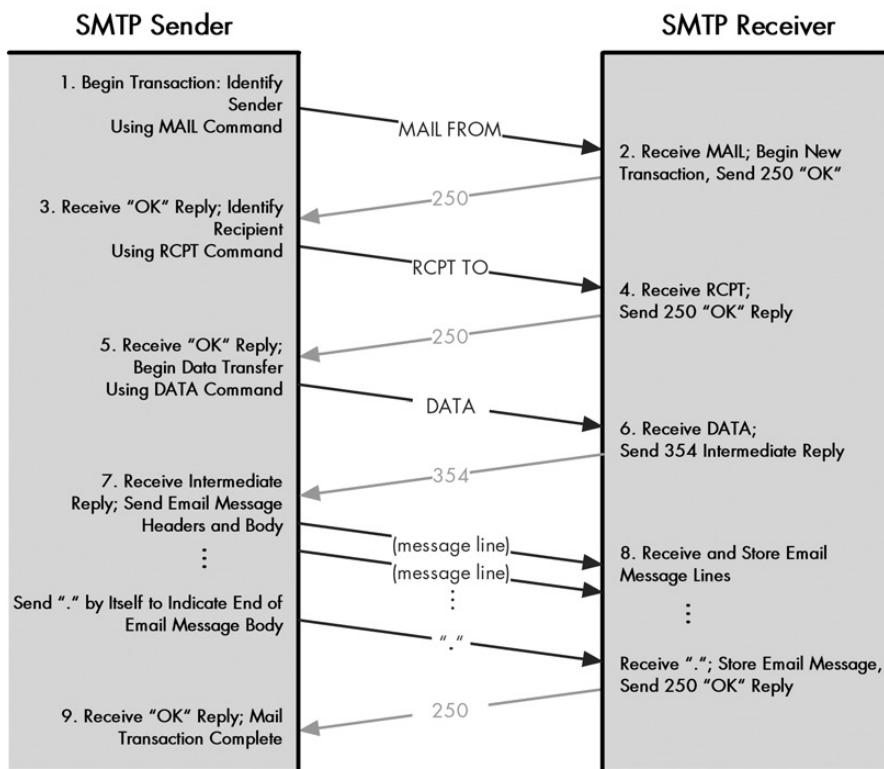 SMTP Sender
SMTP Receiver
1. Begin Transaction: Identify
Sender
Using MAIL Command
MAIL FROM
2. Receive MAIL; Begin New
Transaction, Send 250 “OK”
250
3. Receive “OK” Reply; Identify
Recipient
Using RCPT Command
RCPT TO
4. Receive RCPT;
Send 250 “OK” Reply
250
5. Receive “OK” Reply;
Begin Data Transfer
Using DATA Command
DATA
6. Receive DATA;
Send 354 Intermediate Reply
354
7. Receive Intermediate
Reply; Send Email Message
Headers and Body
(message line)
8. Receive and Store Email
Message Lines
(message line)
Send “.” by Itself to Indicate End of
Email Message Body
“.”
Receive “.”; Store Email Message,
Send 250 “OK” Reply
250
9. Receive “OK” Reply; Mail
Transaction Complete